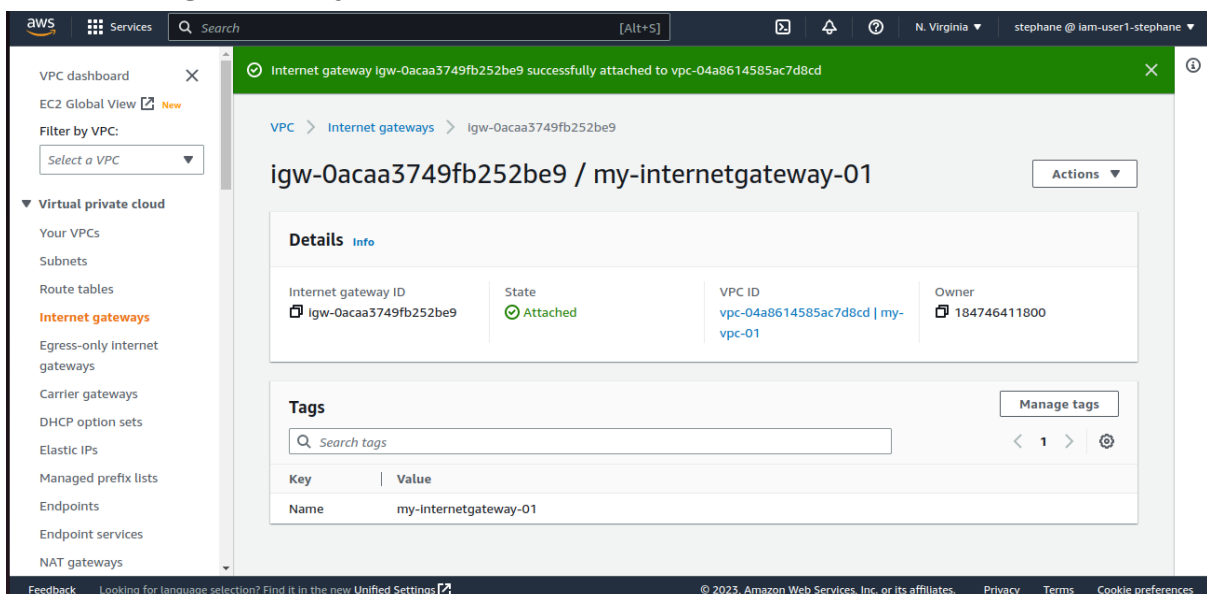 aws
Services
Search
[Alt+S]
N. Virginia
stephane @ iam-user1-stephane
VPC dashboard
EC2 Global View New
Filter by VPC:
Select a VPC
Virtual private cloud
Your VPCs
Subnets
Route tables
Internet gateways
Egress-only internet
gateways
Carrier gateways
DHCP option sets
Elastic IPs
Managed prefix lists
Endpoints
Endpoint services
NAT gateways
Internet gateway igw-0acaa3749fb252be9 successfully attached to vpc-04a8614585ac7d8cd
VPC > Internet gateways > igw-0acaa3749fb252be9
igw-0acaa3749fb252be9 / my-internetgateway-01
Actions
Details Info
Internet gateway ID
igw-0acaa3749fb252be9
State
Attached
VPC ID
vpc-04a8614585ac7d8cd | my-
vpc-01
Owner
184746411800
Tags
Manage tags
Search tags
1
Key Value
Name my-internetgateway-01
Feedback Looking for language selection? Find it in the new Unified Settings
© 2023, Amazon Web Services, Inc. or its affiliates. Privacy Terms Cookie preferences